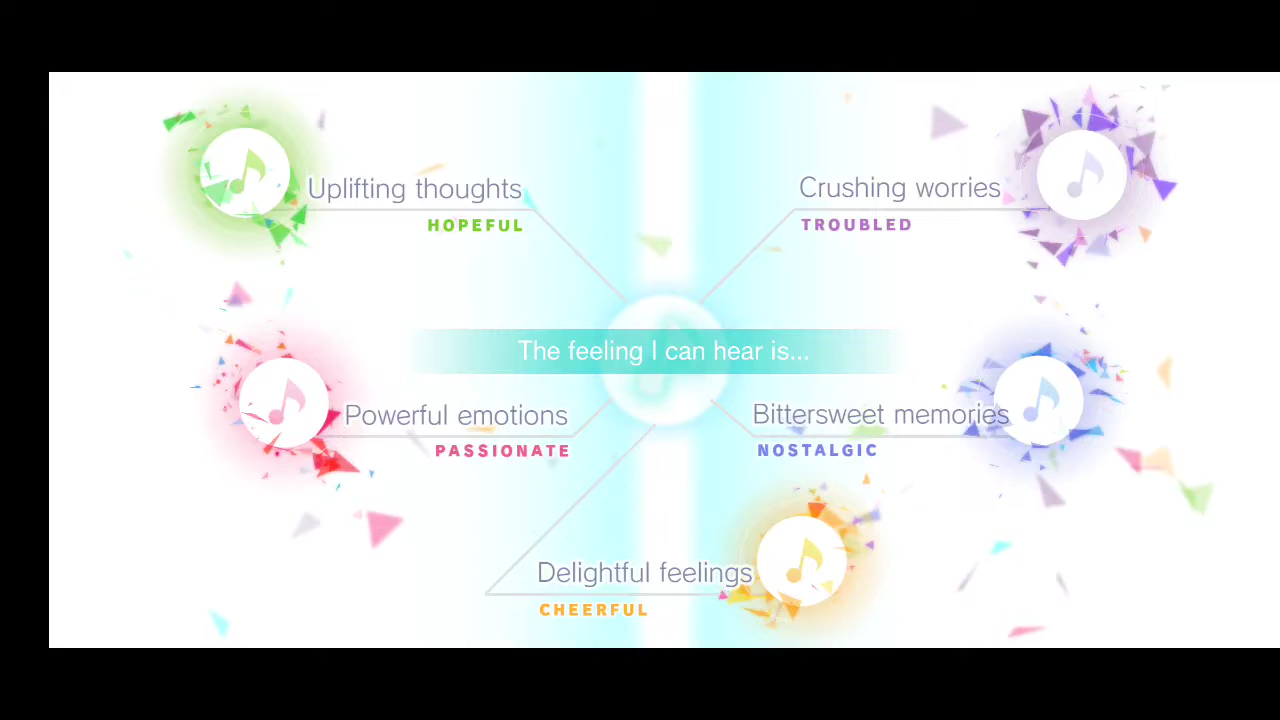 Uplifting thoughts
HOPEFUL
Crushing worries
TROUBLED
The feeling I can hear is...
Powerful emotions
PASSIONATE
Bittersweet memories
NOSTALGIC
Delightful feelings
CHEERFUL